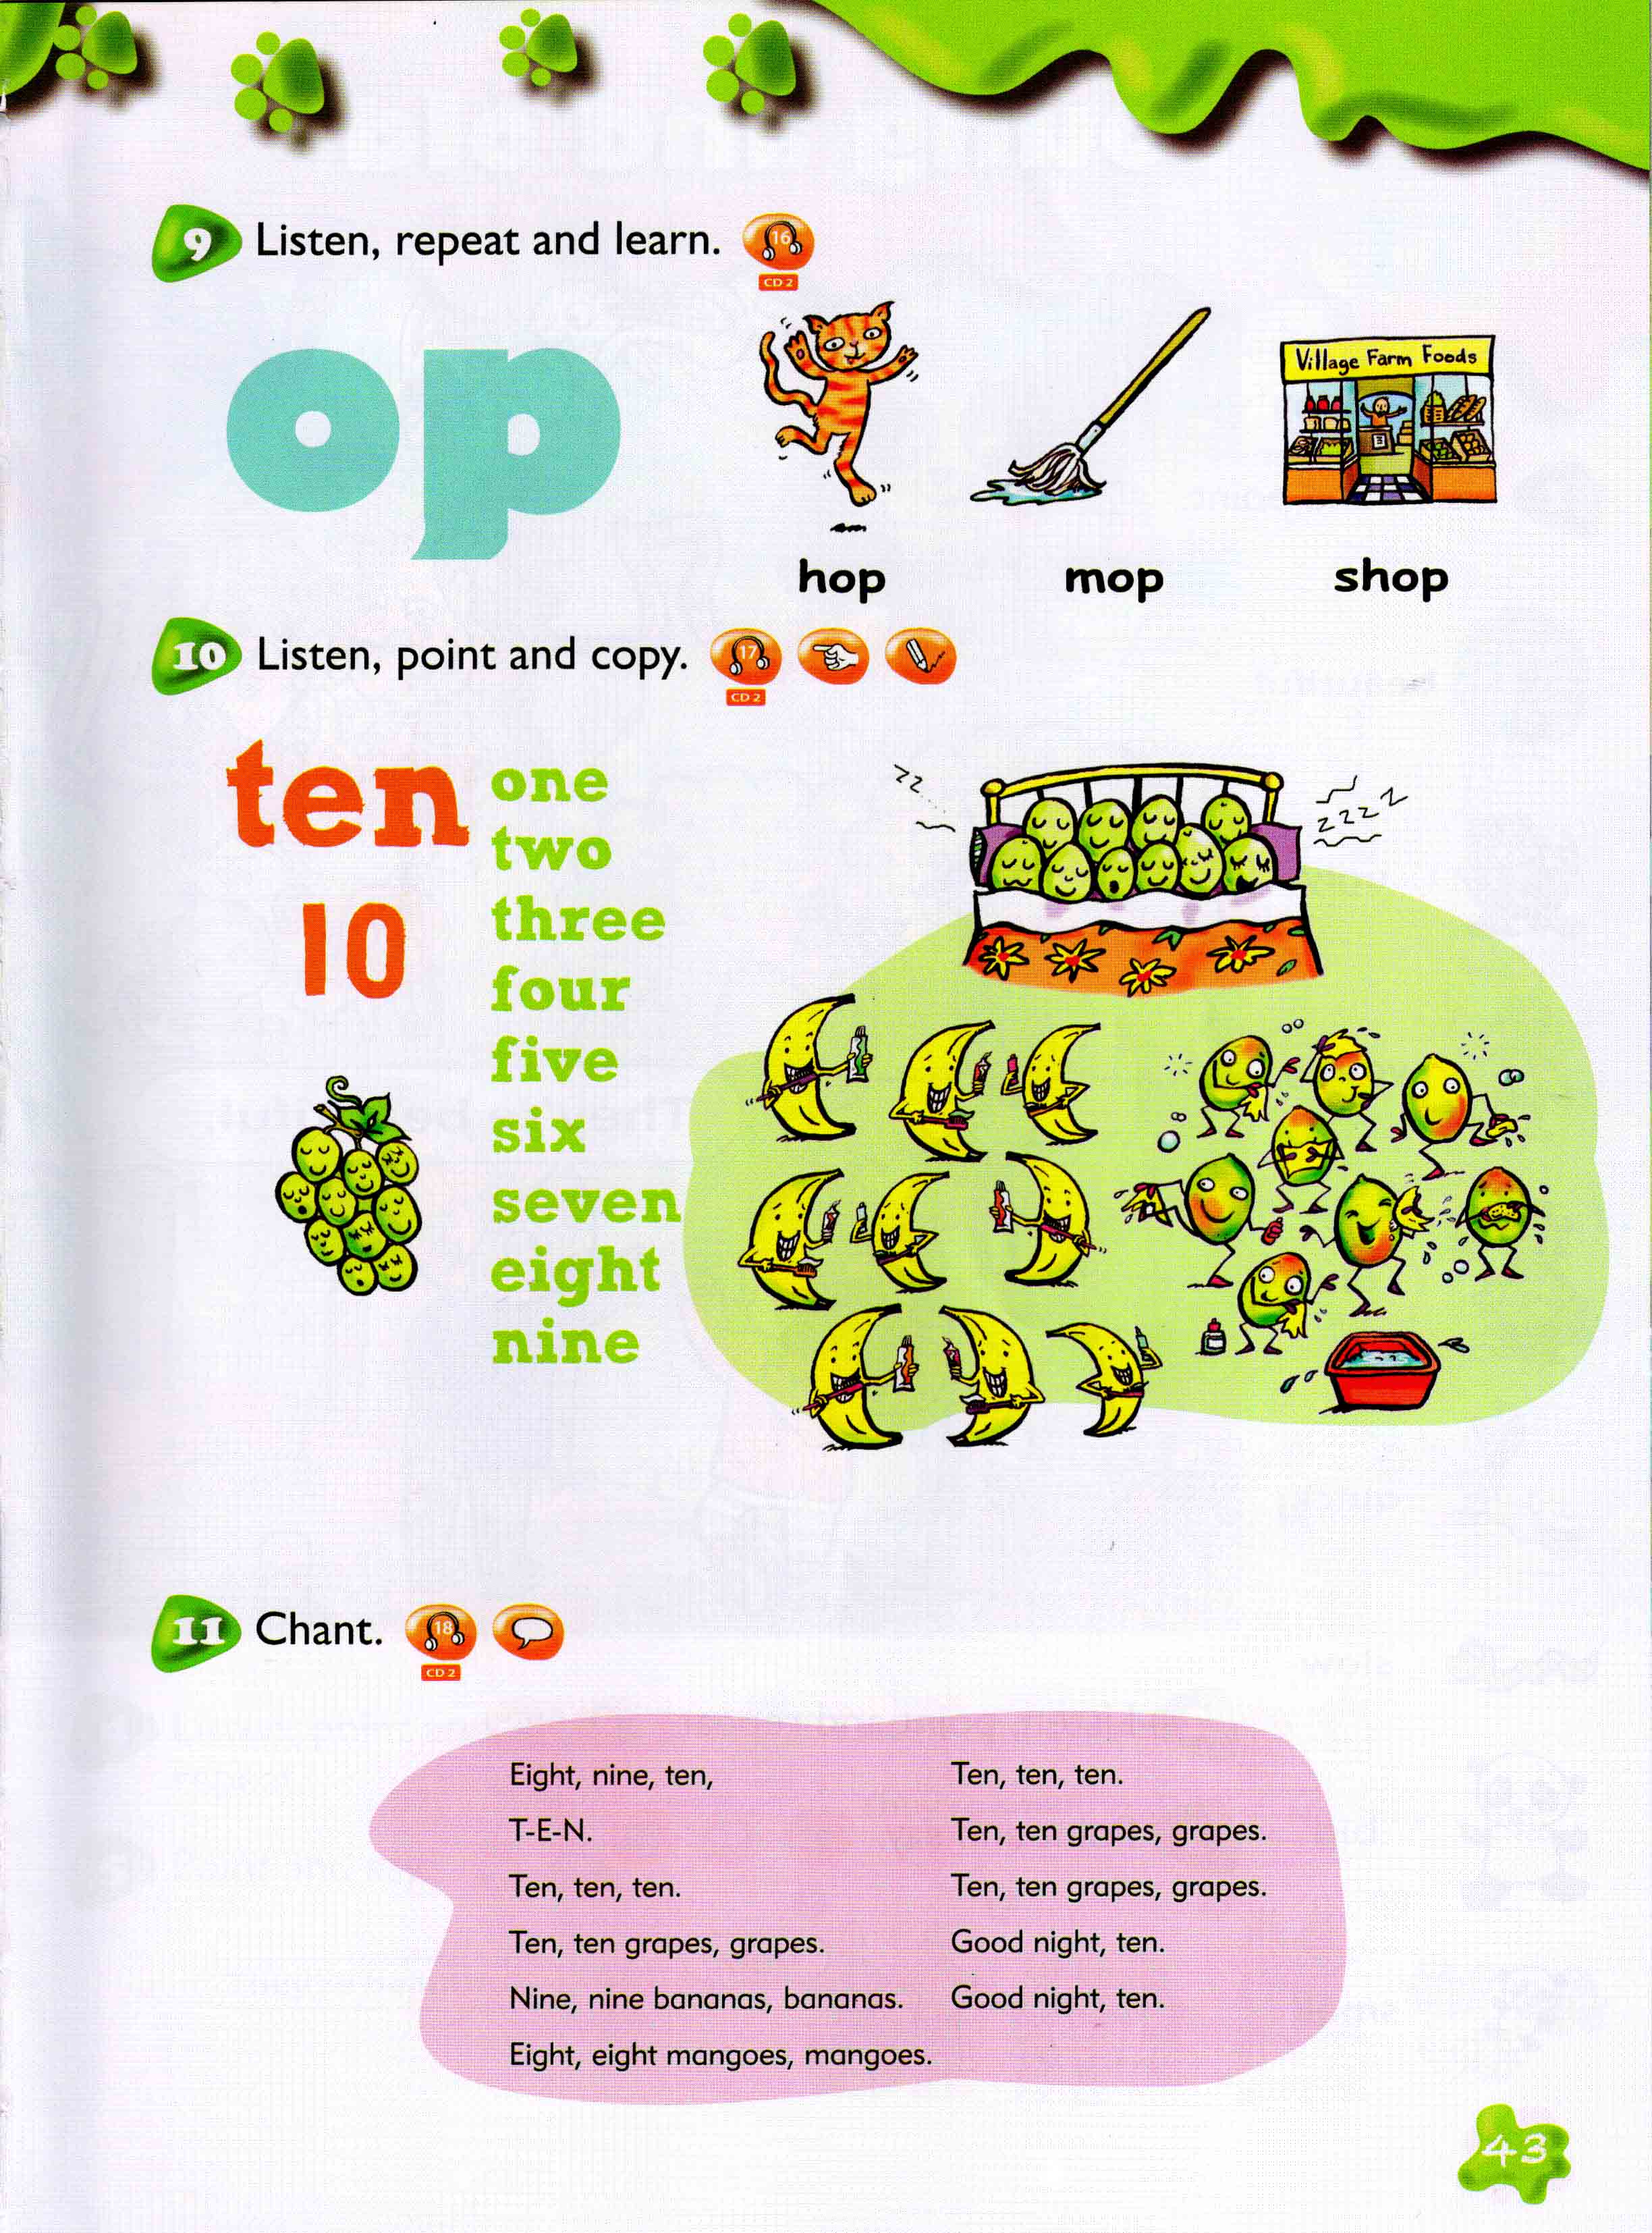 9 Listen, repeat and learn. 16
CD 2
op
Village Farm Foods
hop mop shop
10 Listen, point and copy. 17
CD 2
ten
10
one
two
three
four
five
six
seven
eight
nine
zz
zzzz
11 Chant. 18
CD 2
Eight, nine, ten,
T-E-N.
Ten, ten, ten.
Ten, ten grapes, grapes.
Nine, nine bananas, bananas.
Eight, eight mangoes, mangoes.
Ten, ten, ten.
Ten, ten grapes, grapes.
Ten, ten grapes, grapes.
Good night, ten.
Good night, ten.
43